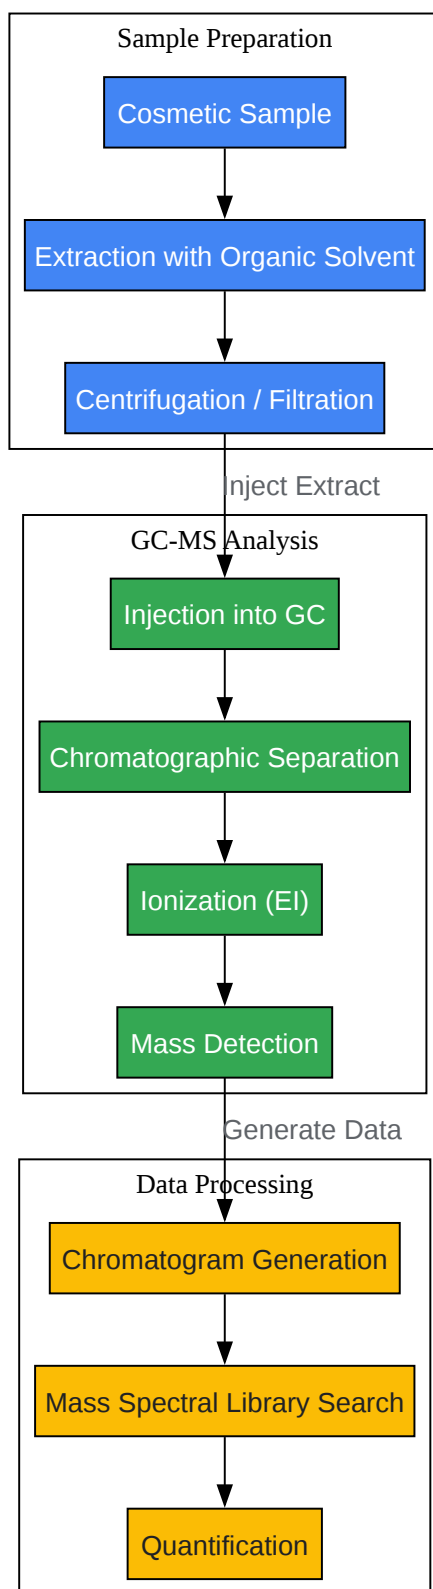 Sample Preparation
Cosmetic Sample
Extraction with Organic Solvent
Centrifugation / Filtration
Inject Extract
GC-MS Analysis
Injection into GC
Chromatographic Separation
Ionization (EI)
Mass Detection
Generate Data
Data Processing
Chromatogram Generation
Mass Spectral Library Search
Quantification